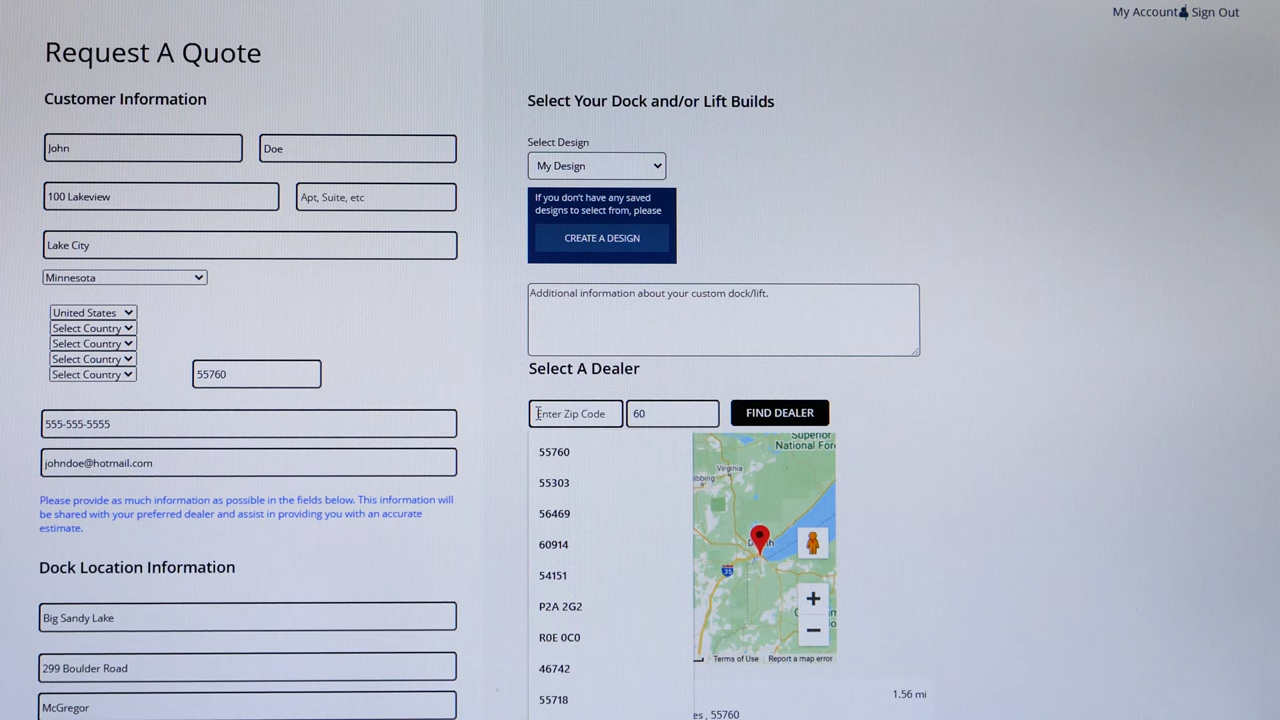 My Account Sign Out
Request A Quote
Customer Information
John
Doe
100 Lakeview
Apt, Suite, etc
Lake City
Minnesota
United States
Select Country
Select Country
Select Country
Select Country
55760
555-555-5555
johndoe@hotmail.com
Please provide as much information as possible in the fields below. This information will
be shared with your preferred dealer and assist in providing you with an accurate
estimate.
Dock Location Information
Big Sandy Lake
299 Boulder Road
McGregor
Select Your Dock and/or Lift Builds
Select Design
My Design
If you don't have any saved
designs to select from, please
CREATE A DESIGN
Additional information about your custom dock/lift.
Select A Dealer
Enter Zip Code
60
FIND DEALER
55760
55303
56469
60914
54151
P2A 2G2
R0E 0C0
46742
55718
Superior
National For
Virginia
bbing
35
+
−
Terms of Use
Report a map error
1.56 mi
es , 55760